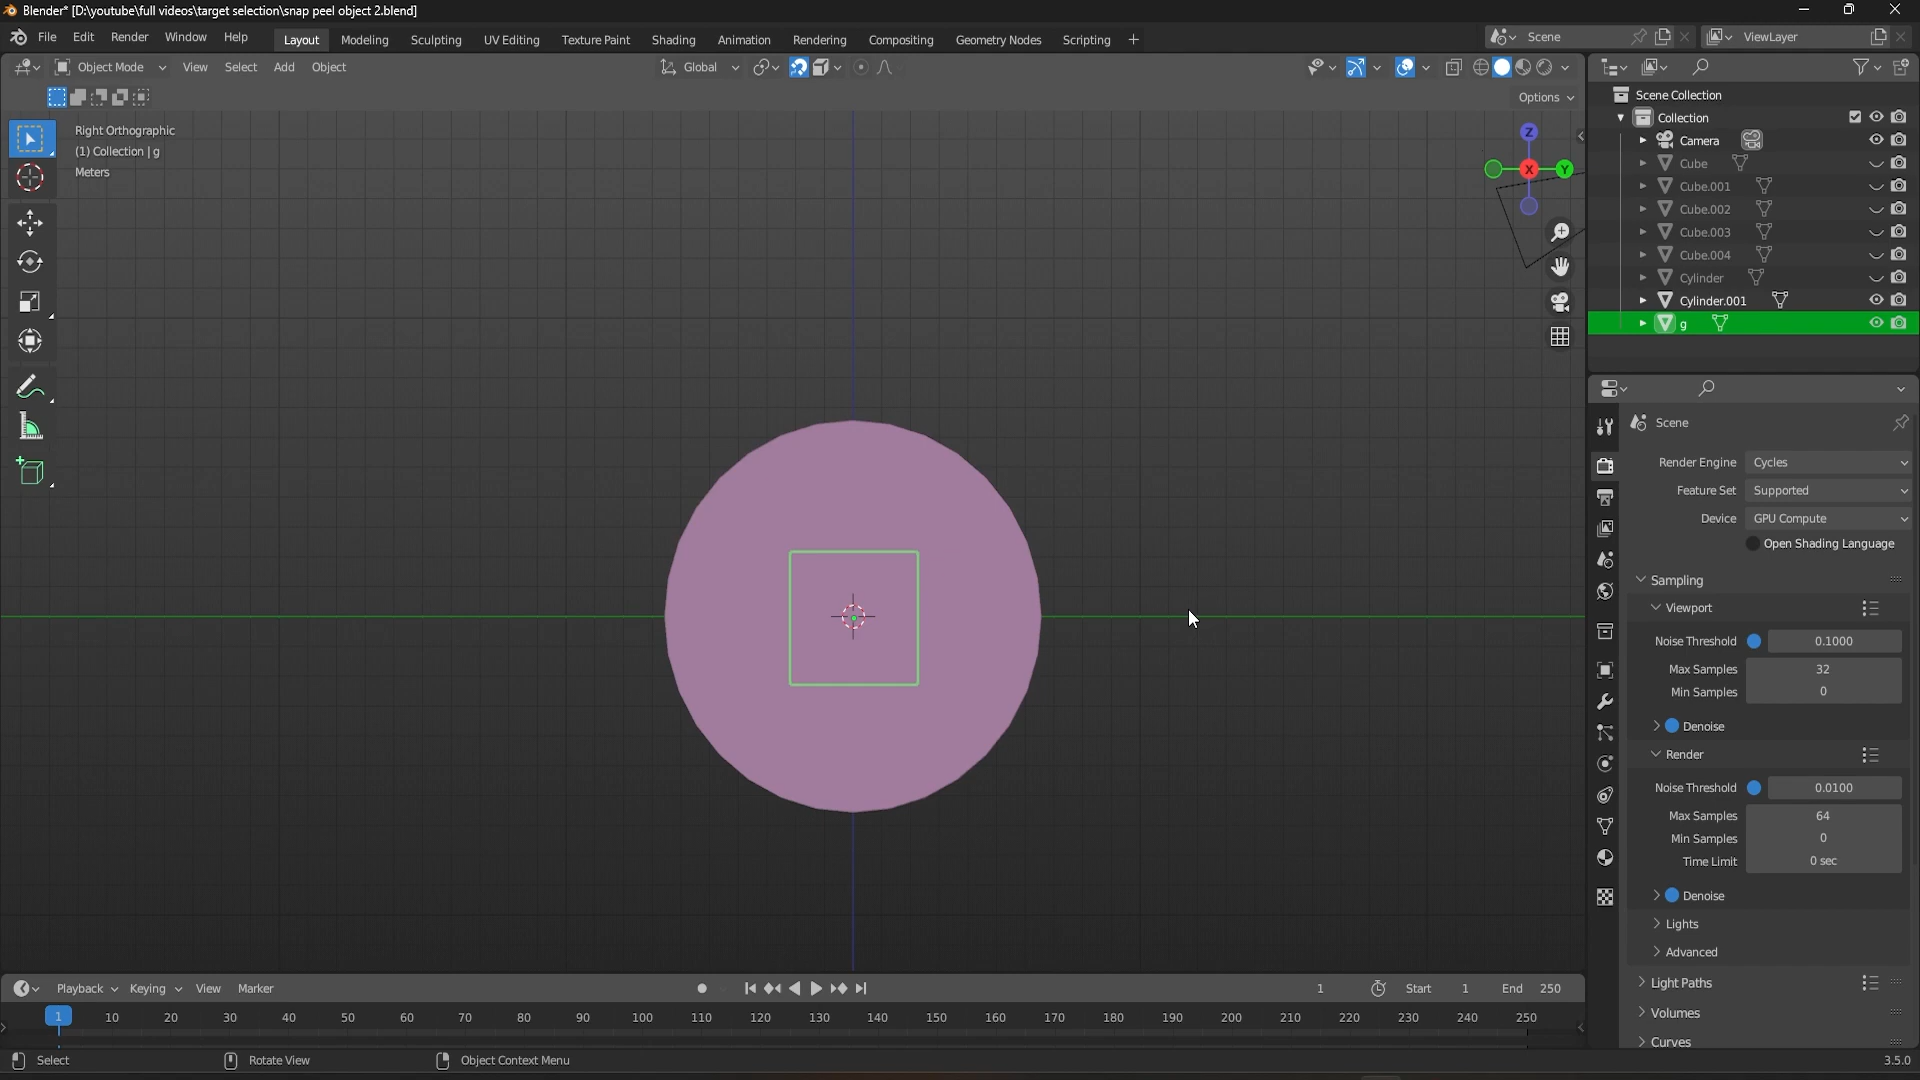 Blender* [D:\youtube\full videos\target selection\snap peel object 2.blend]
File Edit Render Window Help Layout Modeling Sculpting UV Editing Texture Paint Shading Animation Rendering Compositing Geometry Nodes Scripting + Scene ViewLayer
Object Mode View Select Add Object Global
Options
Right Orthographic
(1) Collection | g
Meters
Z
X
Y
Scene Collection
Collection
Camera
Cube
Cube.001
Cube.002
Cube.003
Cube.004
Cylinder
Cylinder.001
g
Scene
Render Engine Cycles
Feature Set Supported
Device GPU Compute
Open Shading Language
Sampling
Viewport
Noise Threshold 0.1000
Max Samples 32
Min Samples 0
Denoise
Render
Noise Threshold 0.0100
Max Samples 64
Min Samples 0
Time Limit 0 sec
Denoise
Lights
Advanced
Light Paths
Volumes
Curves
Playback Keying View Marker 1 Start 1 End 250
1 10 20 30 40 50 60 70 80 90 100 110 120 130 140 150 160 170 180 190 200 210 220 230 240 250
Select Rotate View Object Context Menu 3.5.0